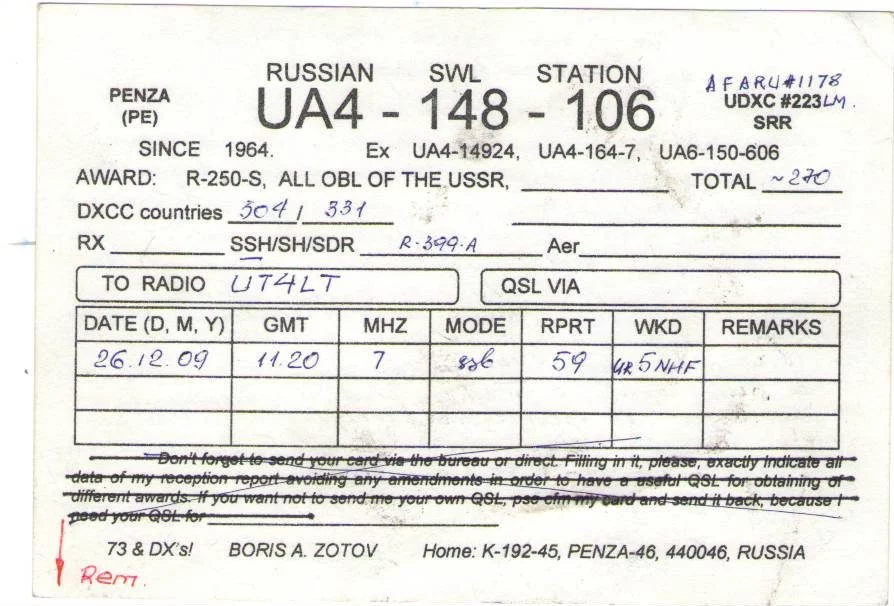 RUSSIAN SWL STATION
PENZA
(PE)
UA4 - 148 - 106
AFARU#1178
UDXC #223 LM.
SRR
SINCE 1964. Ex UA4-14924, UA4-164-7, UA6-150-606
AWARD: R-250-S, ALL OBL OF THE USSR, TOTAL ~270
DXCC countries 304 / 331
RX SSH/SH/SDR R-399-A Aer
TO RADIO UT4LT QSL VIA
DATE (D, M, Y) GMT MHZ MODE RPRT WKD REMARKS
26.12.09 11.20 7 ssb 59 UR5NHF
Don't forget to send your card via the bureau or direct. Filling in it, please, exactly indicate all
data of my reception report avoiding any amendments in order to have a useful QSL for obtaining of
different awards. If you want not to send me your own QSL, pse cfm my card and send it back, because I
need your QSL for
73 & DX's! BORIS A. ZOTOV Home: K-192-45, PENZA-46, 440046, RUSSIA
Rem.